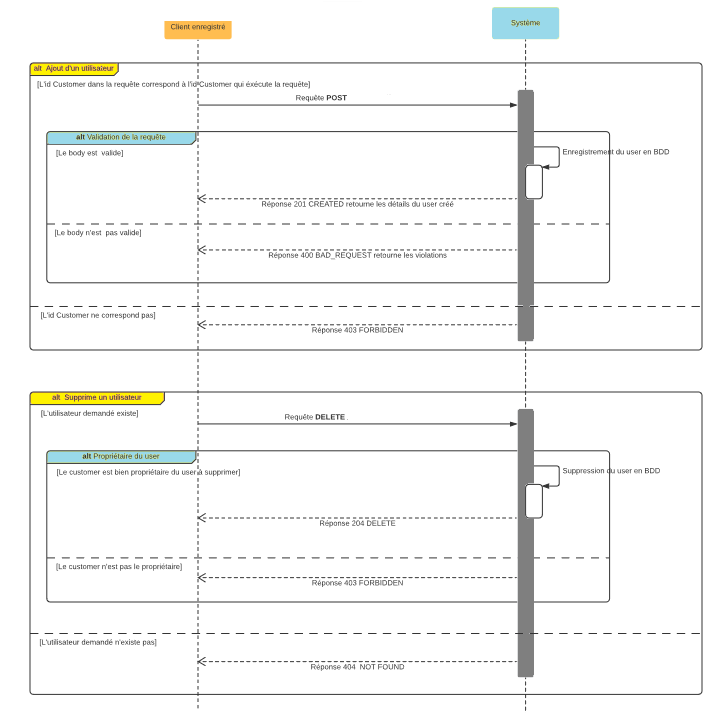 Client enregistré
Système
alt Ajout d'un utilisateur
[L'id Customer dans la requête correspond à l'id Customer qui éxécute la requête]
Requête POST
alt Validation de la requête
[Le body est valide]
Enregistrement du user en BDD
Réponse 201 CREATED retourne les détails du user créé
[Le body n'est pas valide]
Réponse 400 BAD_REQUEST retourne les violations
[L'id Customer ne correspond pas]
Réponse 403 FORBIDDEN
alt Supprime un utilisateur
[L'utilisateur demandé existe]
Requête DELETE
alt Propriétaire du user
[Le customer est bien propriétaire du user à supprimer]
Suppression du user en BDD
Réponse 204 DELETE
[Le customer n'est pas le propriétaire]
Réponse 403 FORBIDDEN
[L'utilisateur demandé n'existe pas]
Réponse 404 NOT FOUND